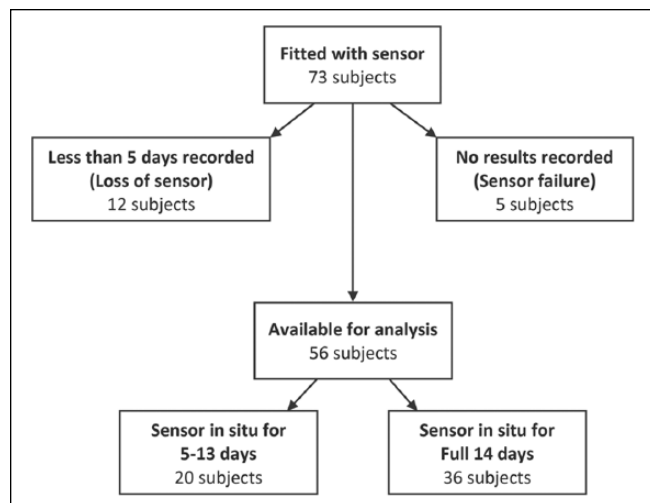 Fitted with sensor
73 subjects
Less than 5 days recorded
(Loss of sensor)
12 subjects
No results recorded
(Sensor failure)
5 subjects
Available for analysis
56 subjects
Sensor in situ for
5-13 days
20 subjects
Sensor in situ for
Full 14 days
36 subjects